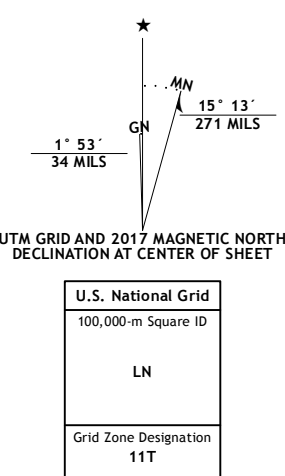 ★
MN
GN
15° 13´
271 MILS
1° 53´
34 MILS
UTM GRID AND 2017 MAGNETIC NORTH
DECLINATION AT CENTER OF SHEET
U.S. National Grid
100,000-m Square ID
LN
Grid Zone Designation
11T